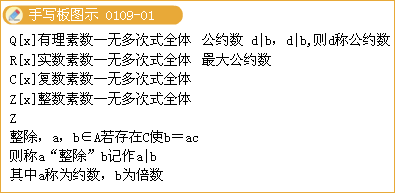 手写板图示 0109-01
Q[x]有理素数一无多次式全体 公约数 d|b, d|b,则d称公约数
R[x]实数素数一无多次式全体 最大公约数
C[x]复数素数一无多次式全体
Z[x]整数素数一无多次式全体
Z
整除，a，b∈A若存在C使b＝ac
则称a“整除”b记作a|b
其中a称为约数，b为倍数